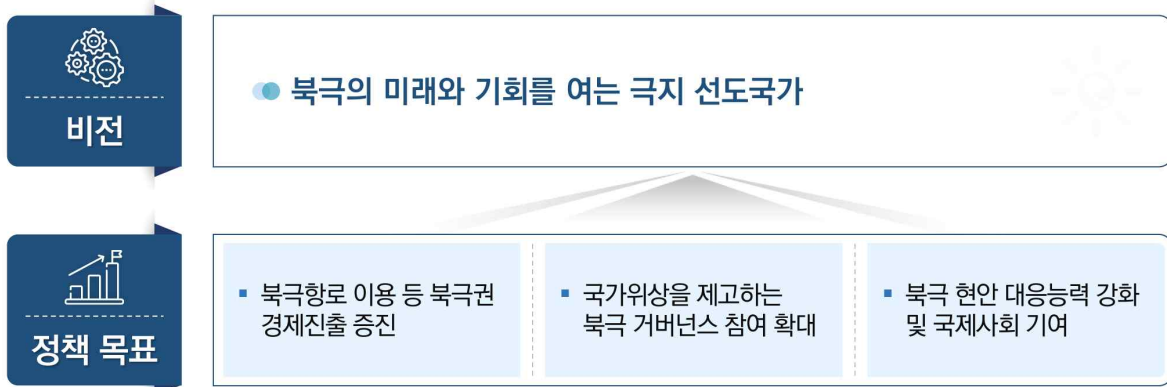 비전
북극의 미래와 기회를 여는 극지 선도국가
정책 목표
▪ 북극항로 이용 등 북극권
경제진출 증진
▪ 국가위상을 제고하는
북극 거버넌스 참여 확대
▪ 북극 현안 대응능력 강화
및 국제사회 기여